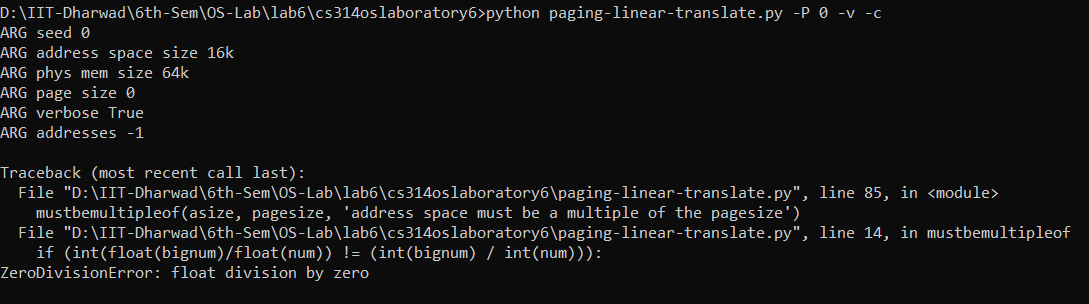 D:\IIT-Dharwad\6th-Sem\OS-Lab\lab6\cs314oslaboratory6>python paging-linear-translate.py -P 0 -v -c
ARG seed 0
ARG address space size 16k
ARG phys mem size 64k
ARG page size 0
ARG verbose True
ARG addresses -1

Traceback (most recent call last):
  File "D:\IIT-Dharwad\6th-Sem\OS-Lab\lab6\cs314oslaboratory6\paging-linear-translate.py", line 85, in <module>
    mustbemultipleof(asize, pagesize, 'address space must be a multiple of the pagesize')
  File "D:\IIT-Dharwad\6th-Sem\OS-Lab\lab6\cs314oslaboratory6\paging-linear-translate.py", line 14, in mustbemultipleof
    if (int(float(bignum)/float(num)) != (int(bignum) / int(num))):
ZeroDivisionError: float division by zero